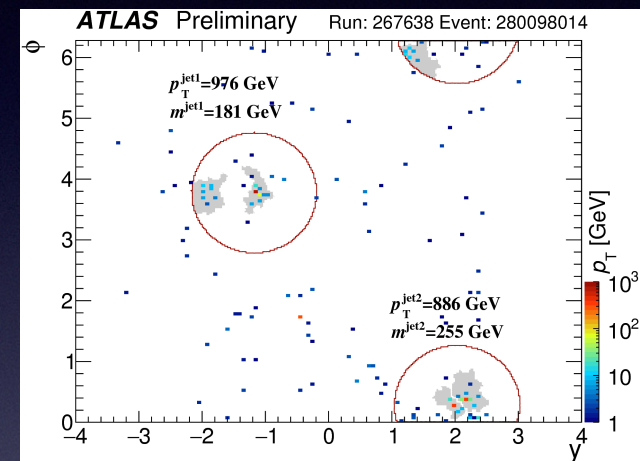 ATLAS Preliminary Run: 267638 Event: 280098014
ϕ
6
5
4
3
2
1
0
p_T^jet1=976 GeV
m^jet1=181 GeV
p_T^jet2=886 GeV
m^jet2=255 GeV
−4 −3 −2 −1 0 1 2 3 4
y
p_T [GeV]
10^3
10^2
10
1